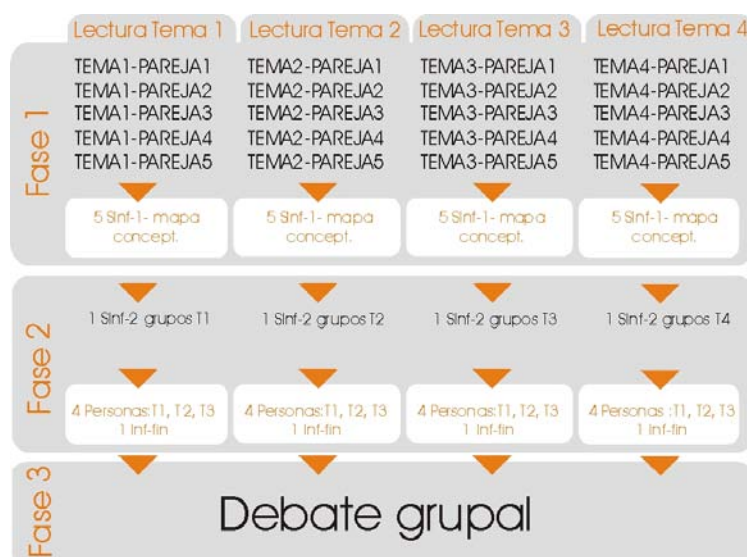 Lectura Tema 1
Lectura Tema 2
Lectura Tema 3
Lectura Tema 4
Fase 1
TEMA1-PAREJA1
TEMA1-PAREJA2
TEMA1-PAREJA3
TEMA1-PAREJA4
TEMA1-PAREJA5
TEMA2-PAREJA1
TEMA2-PAREJA2
TEMA2-PAREJA3
TEMA2-PAREJA4
TEMA2-PAREJA5
TEMA3-PAREJA1
TEMA3-PAREJA2
TEMA3-PAREJA3
TEMA3-PAREJA4
TEMA3-PAREJA5
TEMA4-PAREJA1
TEMA4-PAREJA2
TEMA4-PAREJA3
TEMA4-PAREJA4
TEMA4-PAREJA5
5 Sinf-1- mapa
concept.
5 Sinf-1- mapa
concept.
5 Sinf-1- mapa
concept.
5 Sinf-1- mapa
concept.
Fase 2
1 Sinf-2 grupos T1
1 Sinf-2 grupos T2
1 Sinf-2 grupos T3
1 Sinf-2 grupos T4
4 Personas:T1, T2, T3
1 Inf-fin
4 Personas:T1, T2, T3
1 Inf-fin
4 Personas:T1, T2, T3
1 Inf-fin
4 Personas :T1, T2, T3
1 Inf-fin
Fase 3
Debate grupal